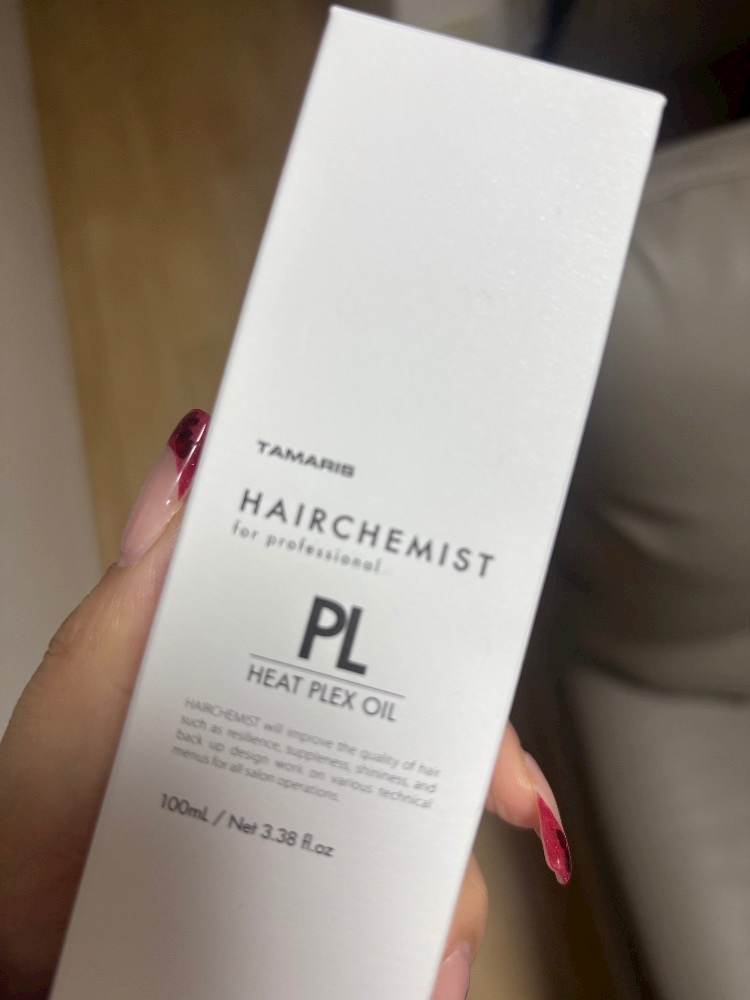 TAMARIS
HAIRCHEMIST
for professional
PL
HEAT PLEX OIL
HAIRCHEMIST will improve the quality of hair
such as resilience, suppleness, shininess, and
back up design work on various technical
menus for all salon operations.
100mL / Net 3.38 fl.oz